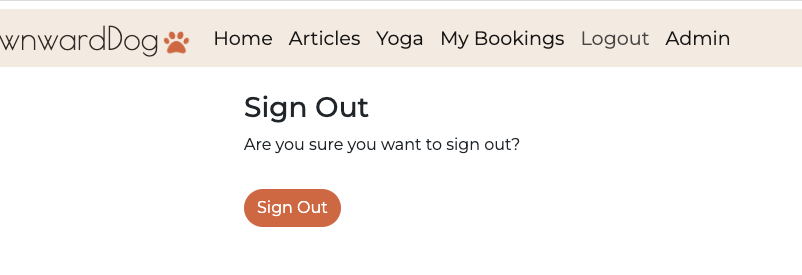 wnwardDog Home Articles Yoga My Bookings Logout Admin
Sign Out
Are you sure you want to sign out?
Sign Out